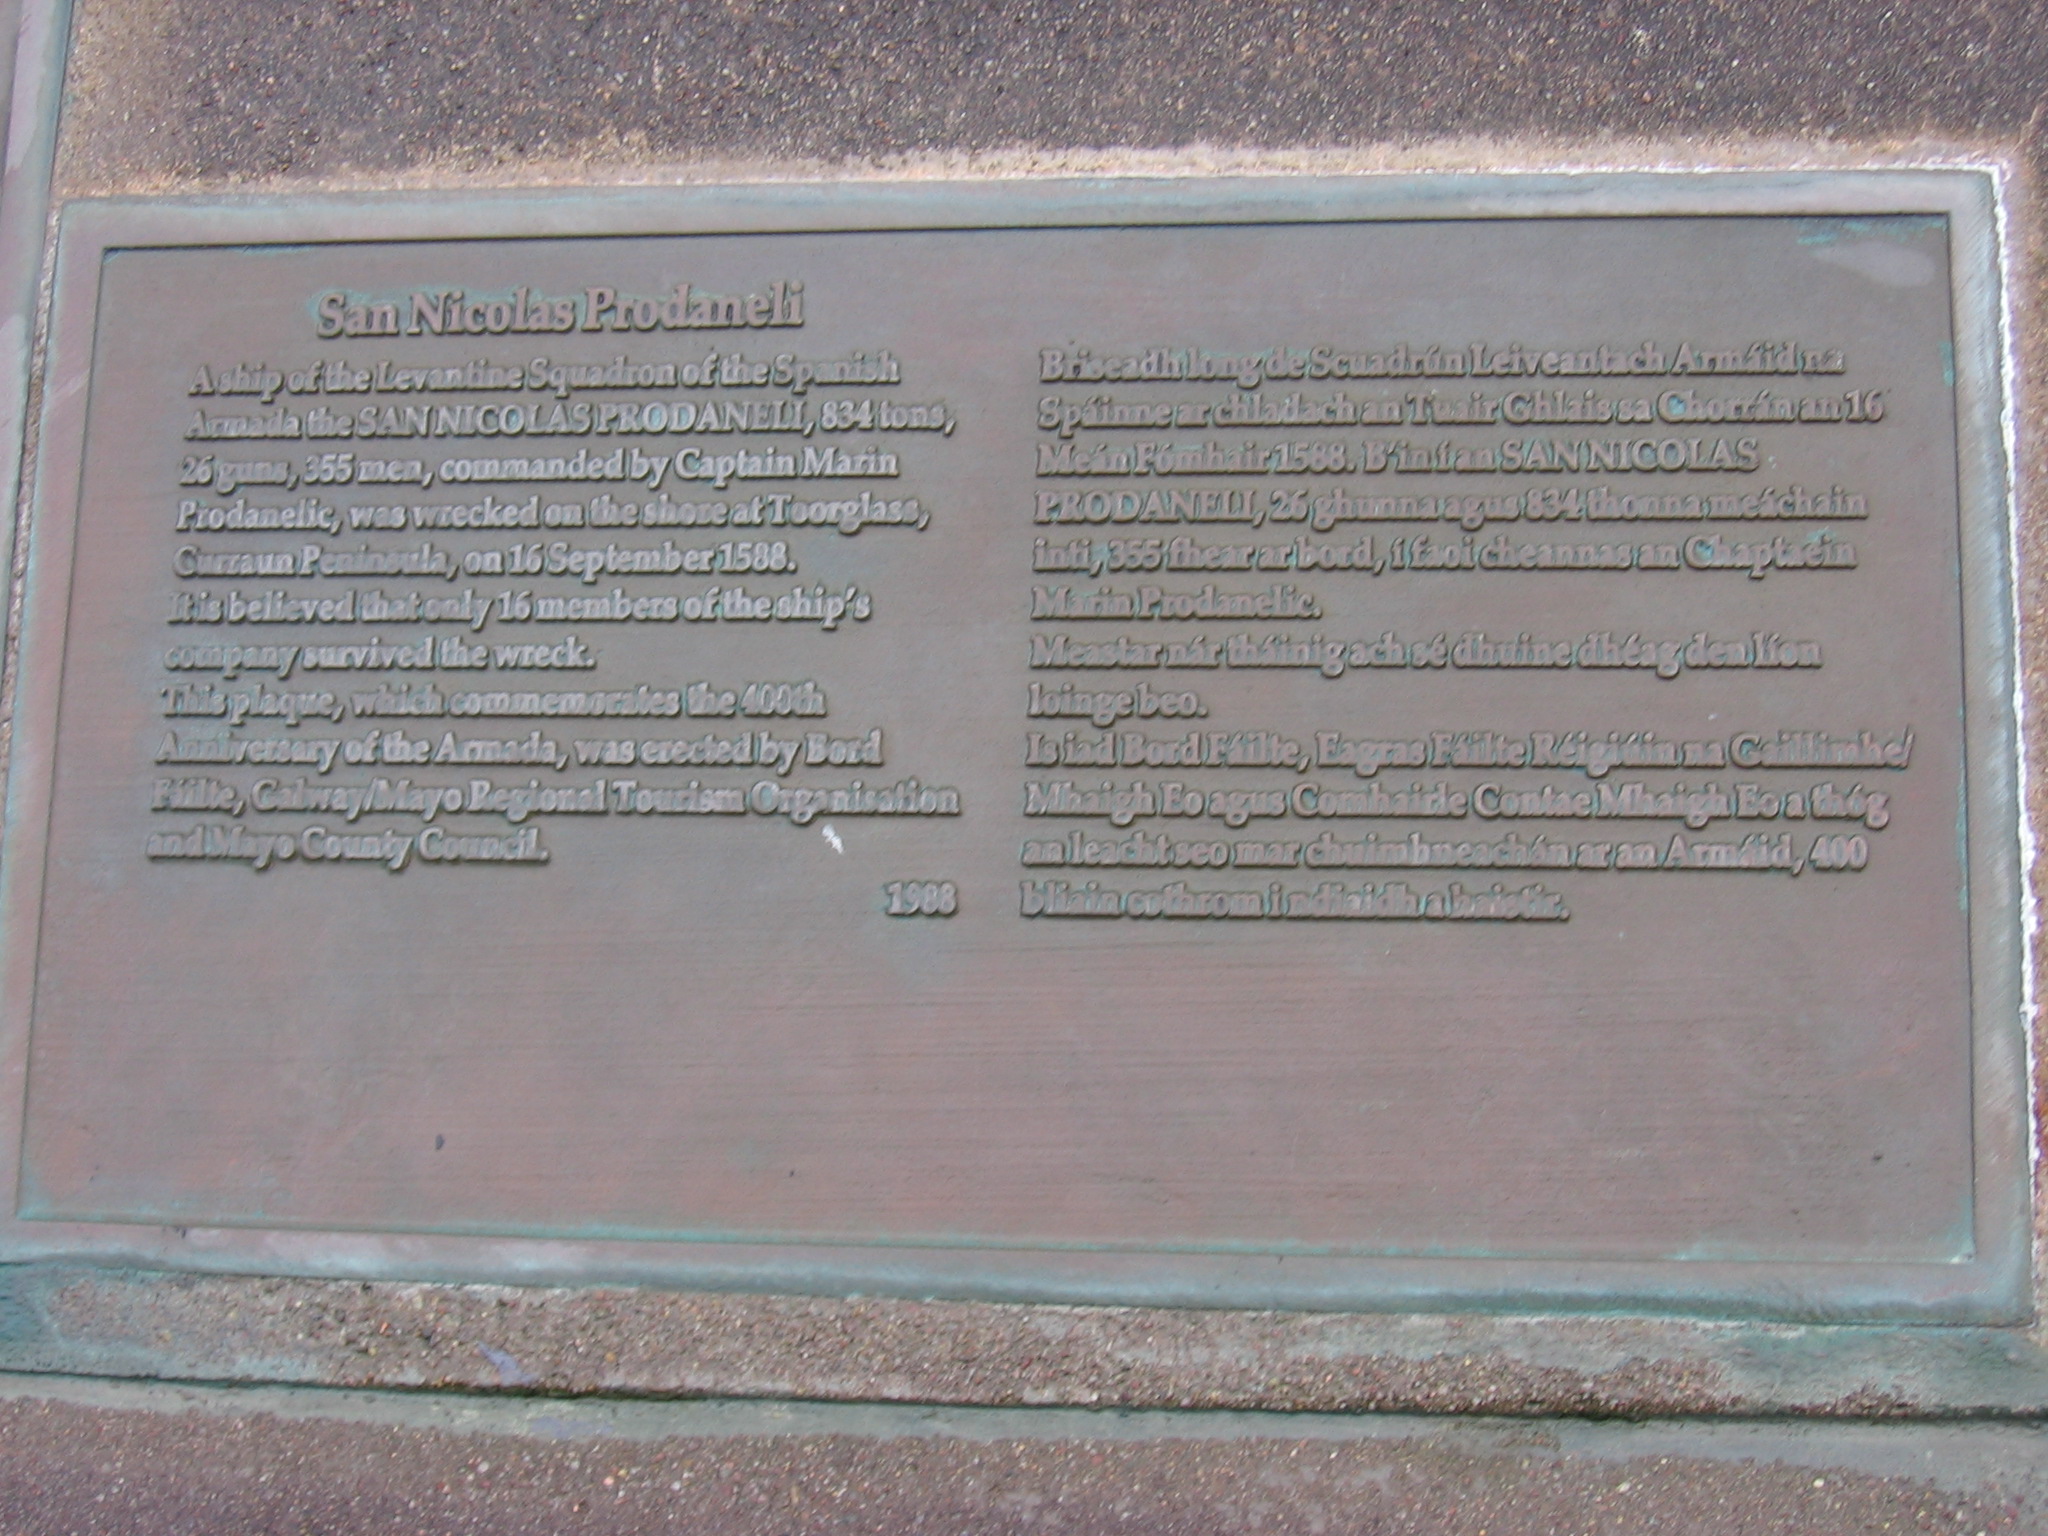 San Nicolas Prodaneli
A ship of the Levantine Squadron of the Spanish
Armada the SAN NICOLAS PRODANELI, 834 tons,
26 guns, 355 men, commanded by Captain Marin
Prodanelic, was wrecked on the shore at Toorglass,
Curraun Peninsula, on 16 September 1588.
It is believed that only 16 members of the ship's
company survived the wreck.
This plaque, which commemorates the 400th
Anniversary of the Armada, was erected by Bord
Fáilte, Galway/Mayo Regional Tourism Organisation
and Mayo County Council.
1988
Briseadh long de Scuadrún Leiveantach Armáid na
Spáinne ar chladach an Tuair Ghlais sa Chorrán an 16
Meán Fómhair 1588. B'in í an SAN NICOLAS
PRODANELI, 26 ghunna agus 834 thonna meáchain
inti, 355 fhear ar bord, í faoi cheannas an Chaptaein
Marin Prodanelic.
Meastar nár tháinig ach sé dhuine dhéag den líon
loinge beo.
Is iad Bord Fáilte, Eagras Fáilte Réigiúin na Gaillimhe/
Mhaigh Eo agus Comhairle Contae Mhaigh Eo a thóg
an leacht seo mar chuimhneachán ar an Armáid, 400
bliain cothrom i ndiaidh a haistir.